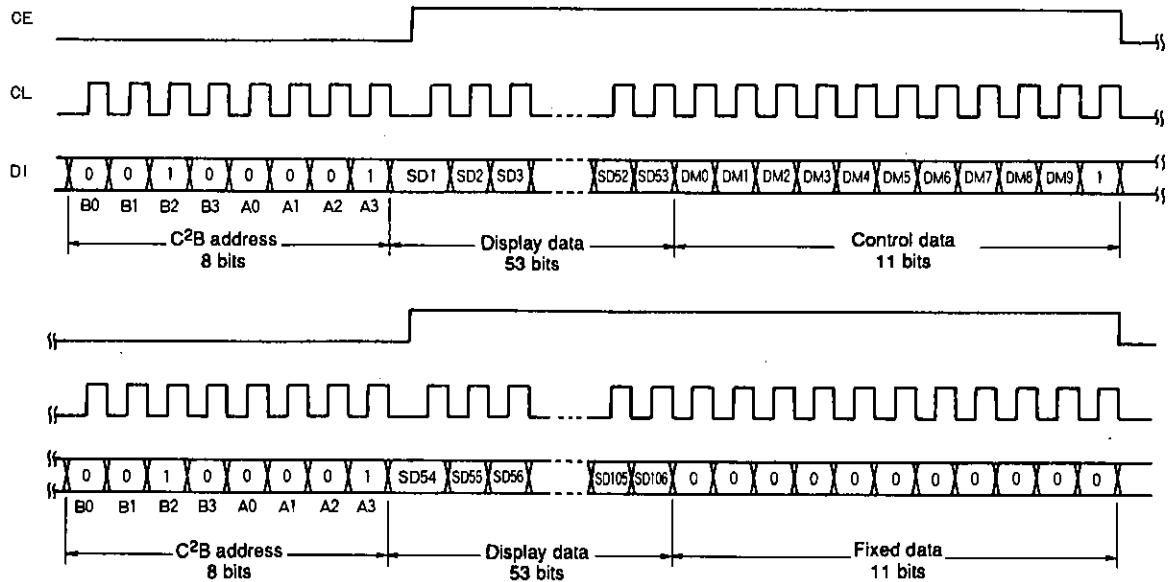 CE
CL
DI 0 0 1 0 0 0 0 1 SD1 SD2 SD3 SD52 SD53 DM0 DM1 DM2 DM3 DM4 DM5 DM6 DM7 DM8 DM9 1
B0 B1 B2 B3 A0 A1 A2 A3
C²B address Display data Control data
8 bits 53 bits 11 bits
0 0 1 0 0 0 0 1 SD54 SD55 SD56 SD105 SD106 0 0 0 0 0 0 0 0 0 0 0
B0 B1 B2 B3 A0 A1 A2 A3
C²B address Display data Fixed data
8 bits 53 bits 11 bits